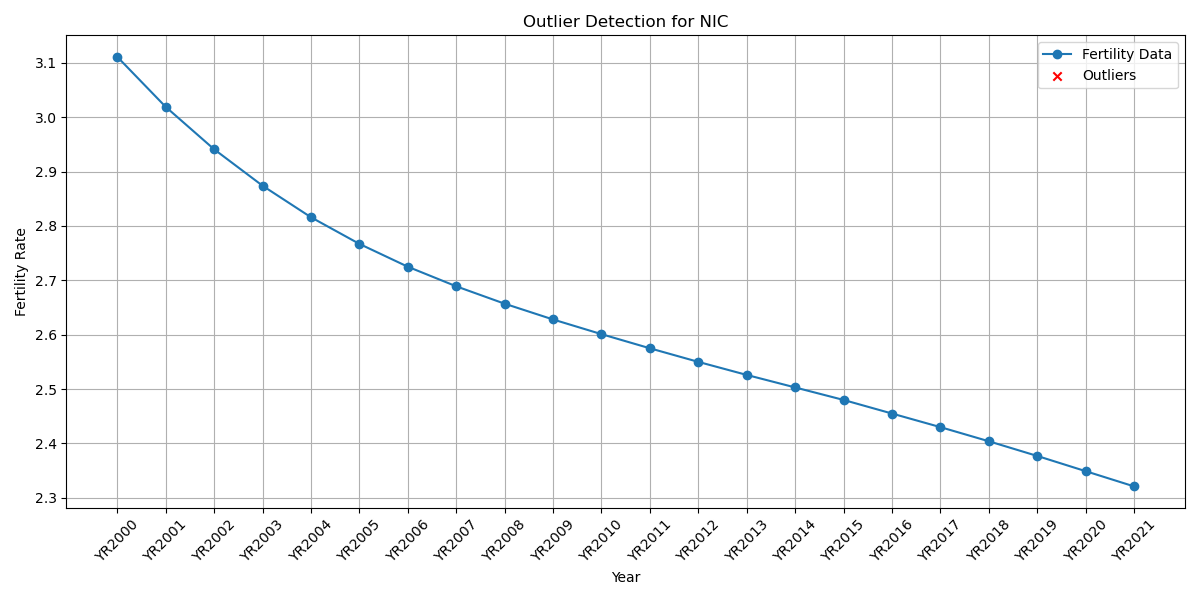 Outlier Detection for NIC
Fertility Data
Outliers
Fertility Rate
3.1
3.0
2.9
2.8
2.7
2.6
2.5
2.4
2.3
YR2000
YR2001
YR2002
YR2003
YR2004
YR2005
YR2006
YR2007
YR2008
YR2009
YR2010
YR2011
YR2012
YR2013
YR2014
YR2015
YR2016
YR2017
YR2018
YR2019
YR2020
YR2021
Year